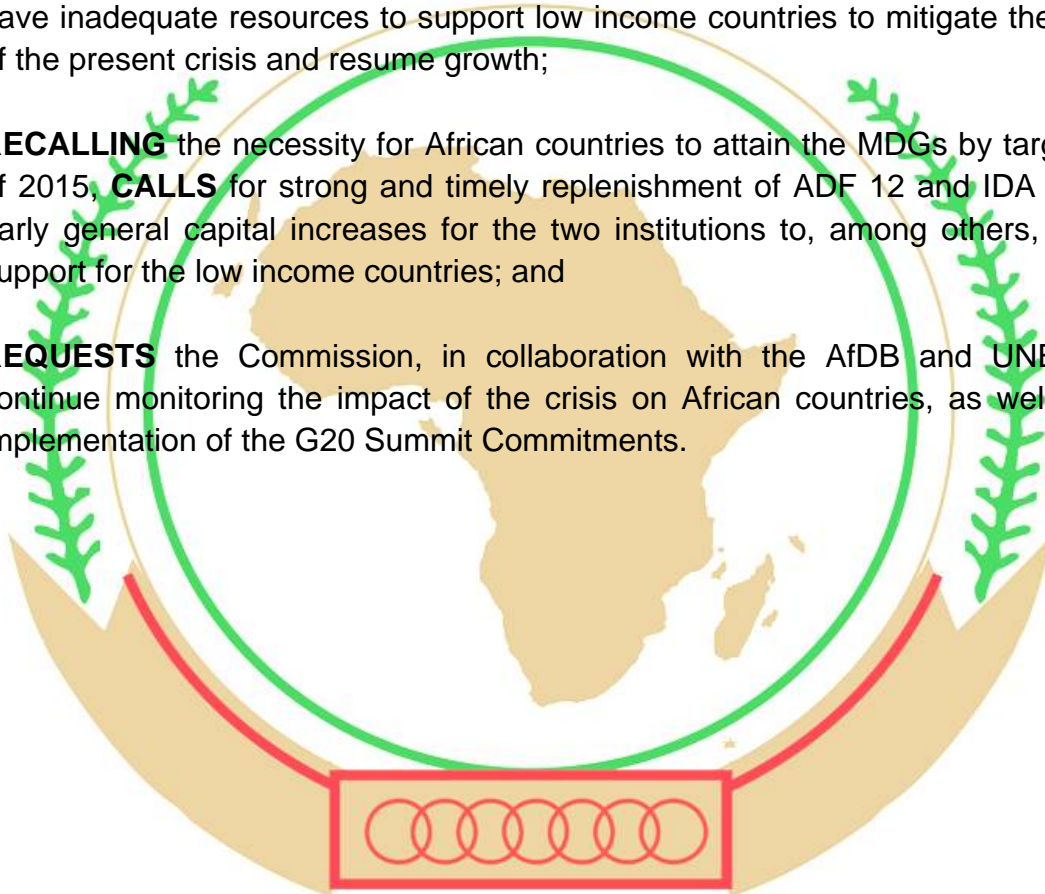 ave inadequate resources to support low income countries to mitigate the
f the present crisis and resume growth;
RECALLING the necessity for African countries to attain the MDGs by targ
f 2015, CALLS for strong and timely replenishment of ADF 12 and IDA
arly general capital increases for the two institutions to, among others,
upport for the low income countries; and
REQUESTS the Commission, in collaboration with the AfDB and UNE
ontinue monitoring the impact of the crisis on African countries, as wel
mplementation of the G20 Summit Commitments.